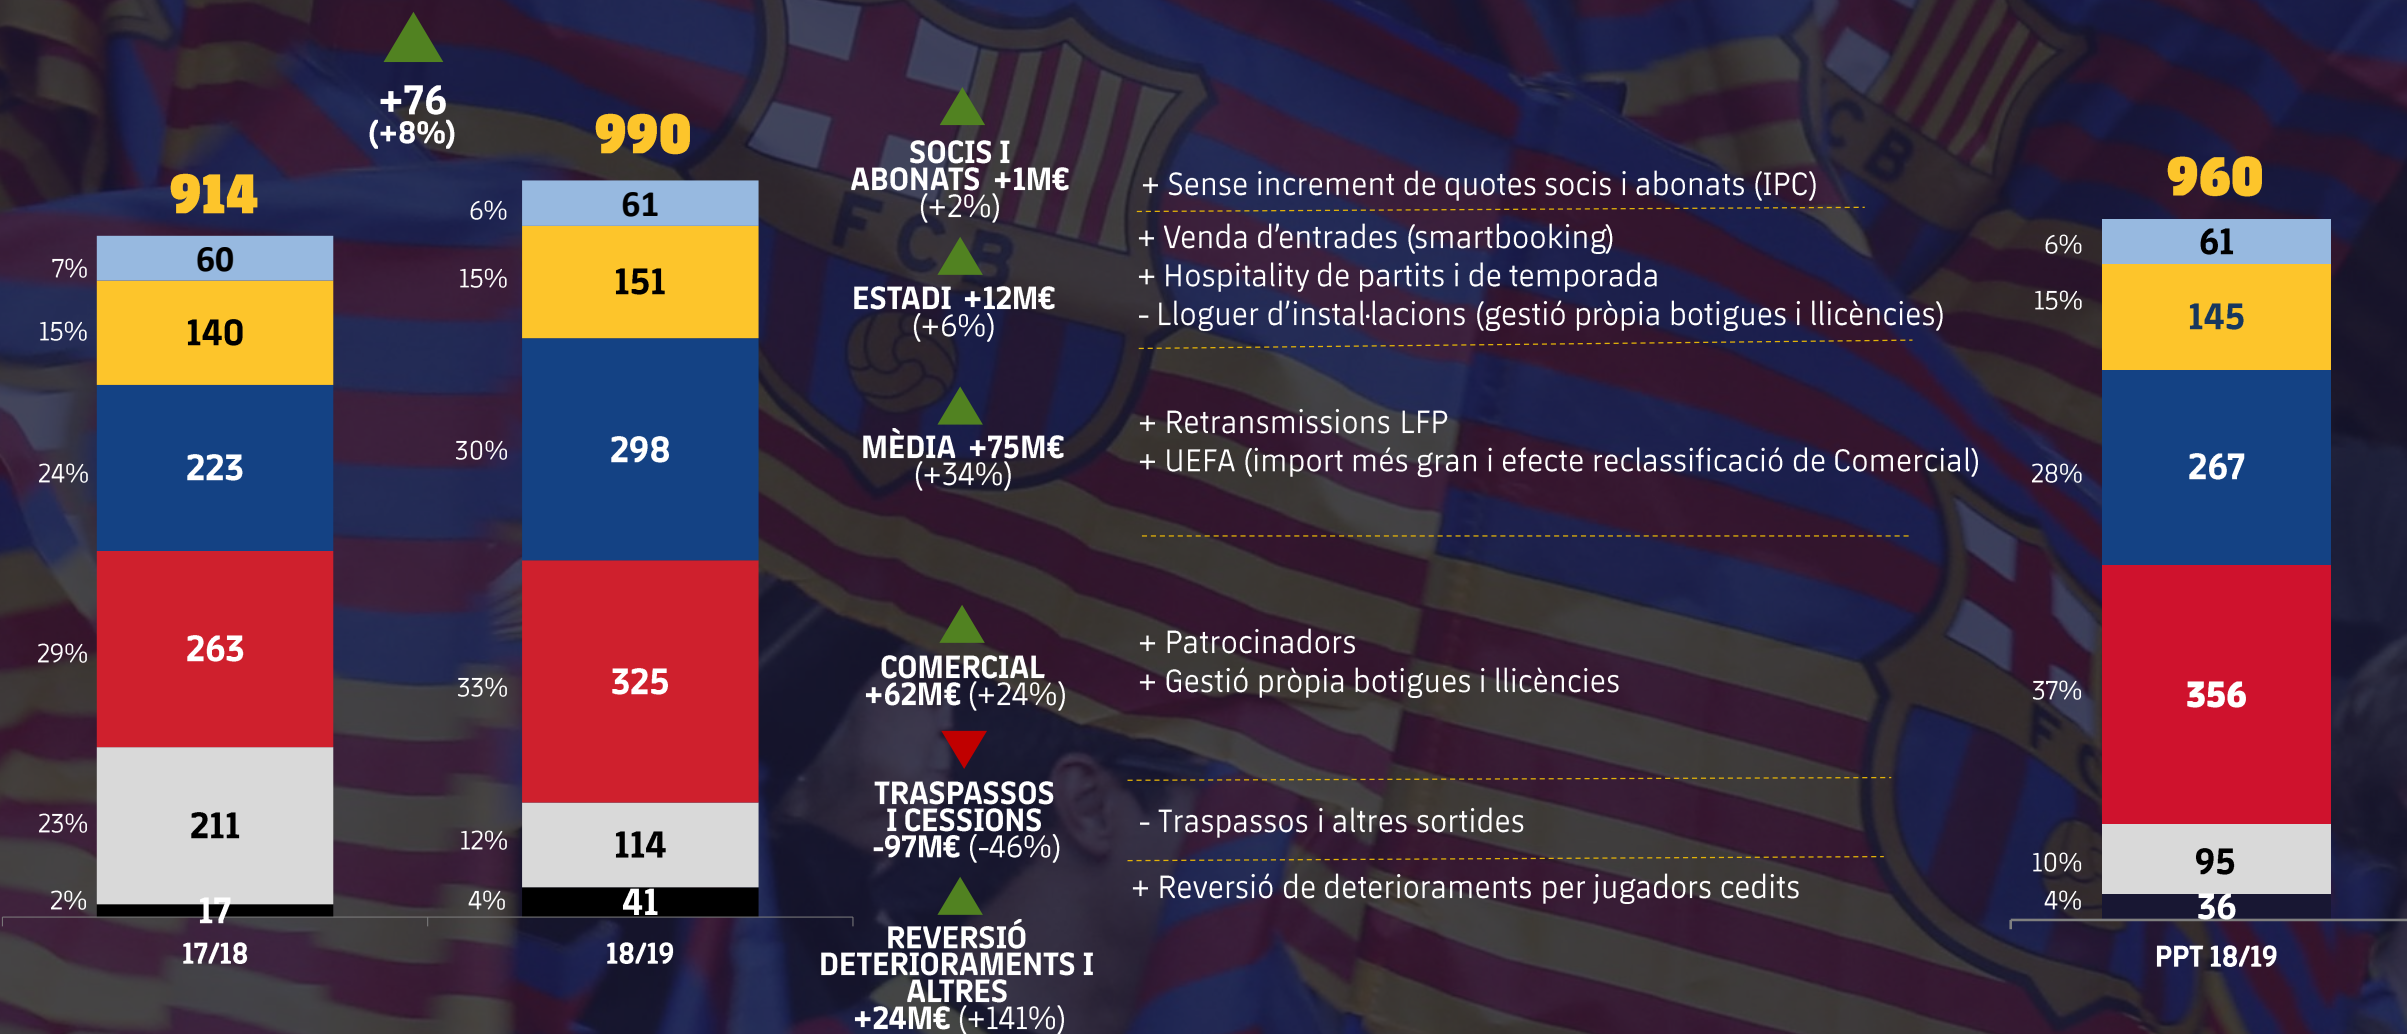 +76
(+8%)
914
7%
60
15%
140
24%
223
29%
263
23%
211
2%
17
17/18
990
6%
61
15%
151
30%
298
33%
325
12%
114
4%
41
18/19
SOCIS I
ABONATS +1M€
(+2%)
+ Sense increment de quotes socis i abonats (IPC)
ESTADI +12M€
(+6%)
+ Venda d'entrades (smartbooking)
+ Hospitality de partits i de temporada
- Lloguer d'instal·lacions (gestió pròpia botigues i llicències)
MÈDIA +75M€
(+34%)
+ Retransmissions LFP
+ UEFA (import més gran i efecte reclassificació de Comercial)
COMERCIAL
+62M€ (+24%)
+ Patrocinadors
+ Gestió pròpia botigues i llicències
TRASPASSOS
I CESSIONS
-97M€ (-46%)
- Traspassos i altres sortides
REVERSIÓ
DETERIORAMENTS I
ALTRES
+24M€ (+141%)
+ Reversió de deterioraments per jugadors cedits
960
6%
61
15%
145
28%
267
37%
356
10%
95
4%
36
PPT 18/19
FCB
CB
FC